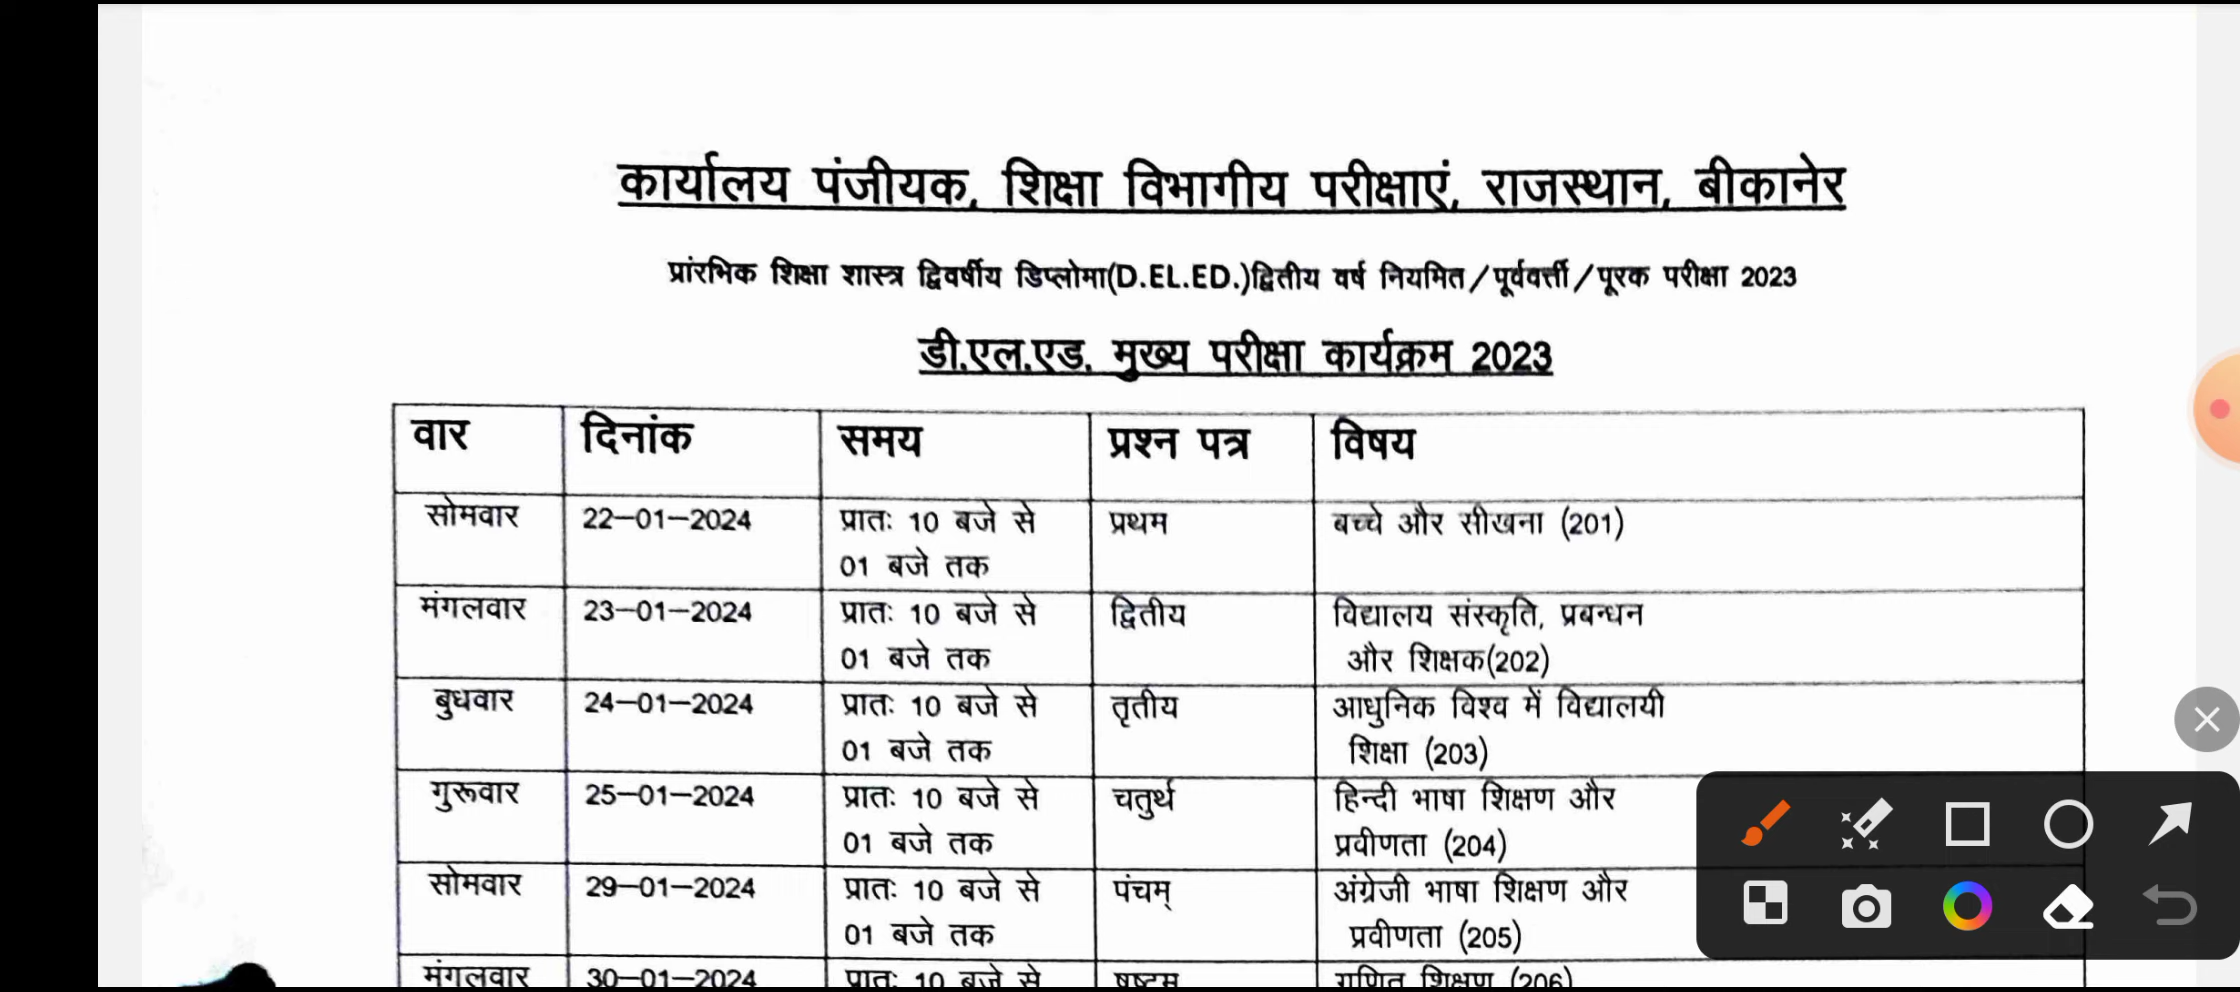 कार्यालय पंजीयक, शिक्षा विभागीय परीक्षाएं, राजस्थान, बीकानेर
प्रांरभिक शिक्षा शास्त्र द्विवर्षीय डिप्लोमा(D.EL.ED.)द्वितीय वर्ष नियमित/पूर्ववर्त्ती/पूरक परीक्षा 2023
डी.एल.एड. मुख्य परीक्षा कार्यक्रम 2023
वार दिनांक समय प्रश्न पत्र विषय
सोमवार 22-01-2024 प्रातः 10 बजे से प्रथम बच्चे और सीखना (201)
01 बजे तक
मंगलवार 23-01-2024 प्रातः 10 बजे से द्वितीय विद्यालय संस्कृति, प्रबन्धन
01 बजे तक और शिक्षक(202)
बुधवार 24-01-2024 प्रातः 10 बजे से तृतीय आधुनिक विश्व में विद्यालयी
01 बजे तक शिक्षा (203)
गुरूवार 25-01-2024 प्रातः 10 बजे से चतुर्थ हिन्दी भाषा शिक्षण और
01 बजे तक प्रवीणता (204)
सोमवार 29-01-2024 प्रातः 10 बजे से पंचम् अंग्रेजी भाषा शिक्षण और
01 बजे तक प्रवीणता (205)
मंगलवार 30-01-2024 प्रातः 10 बजे से षष्टम गणित शिक्षण (206)